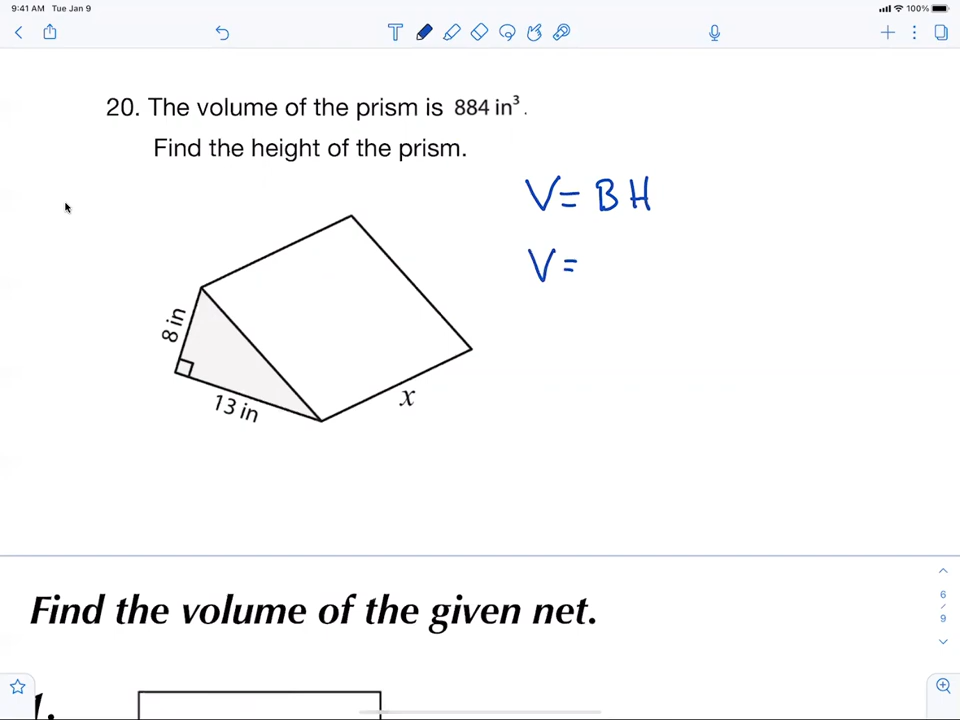 9:41 AM Tue Jan 9
100%
T
20. The volume of the prism is 884 in³.
Find the height of the prism.
V = B H
V =
8 in
13 in
x
Find the volume of the given net.
6
/
9